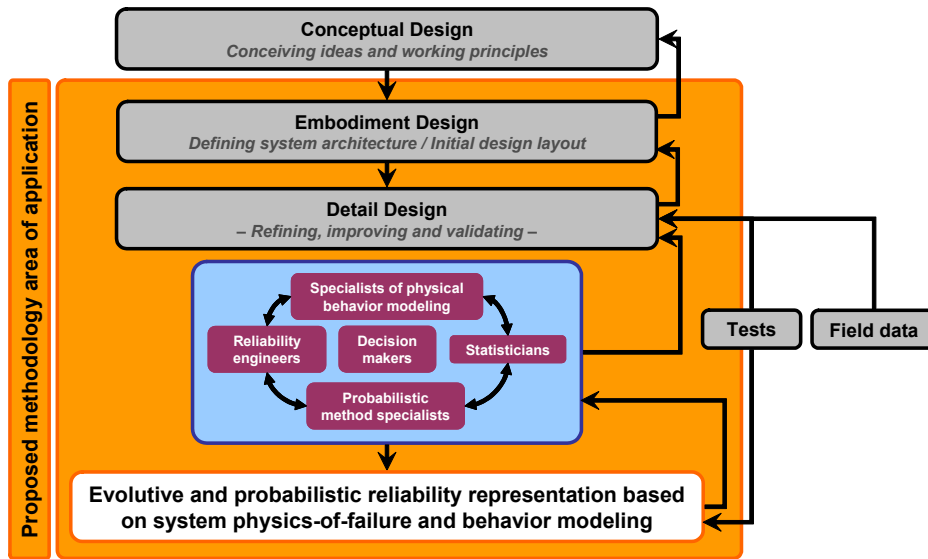 Conceptual Design
Conceiving ideas and working principles
Proposed methodology area of application
Embodiment Design
Defining system architecture / Initial design layout
Detail Design
– Refining, improving and validating –
Specialists of physical
behavior modeling
Reliability
engineers
Decision
makers
Statisticians
Probabilistic
method specialists
Tests
Field data
Evolutive and probabilistic reliability representation based
on system physics-of-failure and behavior modeling